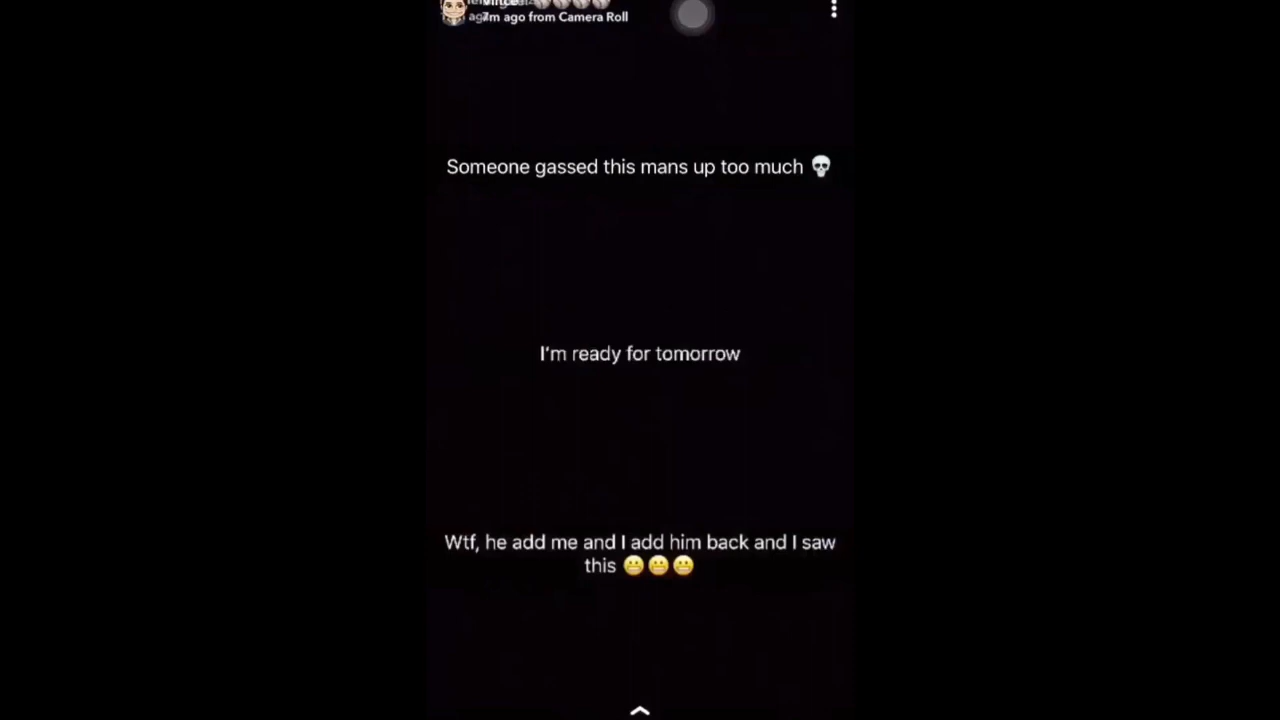 7m ago from Camera Roll
Someone gassed this mans up too much 💀
I'm ready for tomorrow
Wtf, he add me and I add him back and I saw
this 😬😬😬